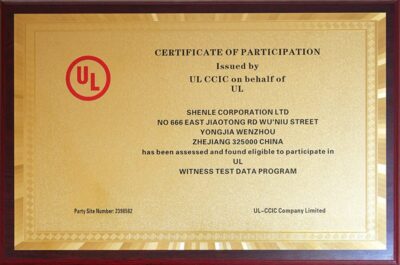 UL
CERTIFICATE OF PARTICIPATION
Issued by
UL CCIC on behalf of
UL
SHENLE CORPORATION LTD
NO 666 EAST JIAOTONG RD WU'NIU STREET
YONGJIA WENZHOU
ZHEJIANG 325000 CHINA
has been assessed and found eligible to participate in
UL
WITNESS TEST DATA PROGRAM
Party Site Number: 2398582
UL-CCIC Company Limited